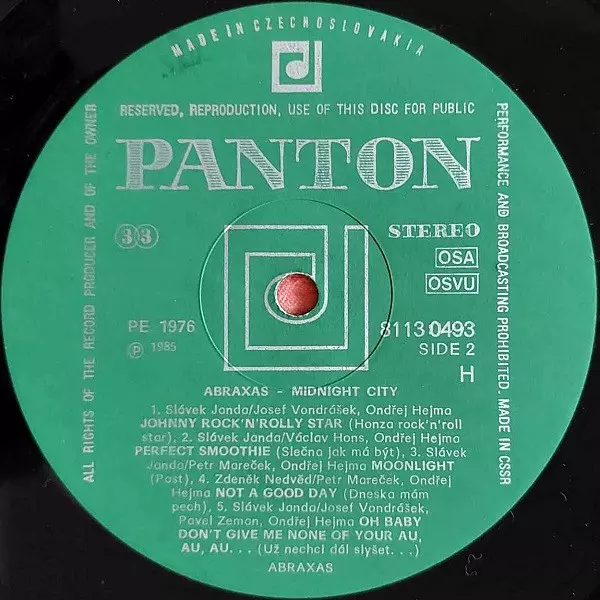 MADE IN CZECHOSLOVAKIA
RESERVED, REPRODUCTION, USE OF THIS DISC FOR PUBLIC
ALL RIGHTS OF THE RECORD PRODUCER AND OF THE OWNER
PERFORMANCE AND BROADCASTING PROHIBITED. MADE IN ČSSR
PANTON
33
STEREO
OSA
OSVU
PE 1976
Ⓟ 1985
8113 0493
SIDE 2
H
ABRAXAS - MIDNIGHT CITY
1. Slávek Janda/Josef Vondrášek, Ondřej Hejma
JOHNNY ROCK'N'ROLLY STAR (Honza rock'n'roll
star), 2. Slávek Janda/Václav Hons, Ondřej Hejma
PERFECT SMOOTHIE (Slečna jak má být), 3. Slávek
Janda/Petr Mareček, Ondřej Hejma MOONLIGHT
(Past), 4. Zdeněk Nedvěd/Petr Mareček, Ondřej
Hejma NOT A GOOD DAY (Dneska mám
pech), 5. Slávek Janda/Josef Vondrášek,
Pavel Zeman, Ondřej Hejma OH BABY
DON'T GIVE ME NONE OF YOUR AU,
AU, AU... (Už nechci dál slyšet...)
ABRAXAS